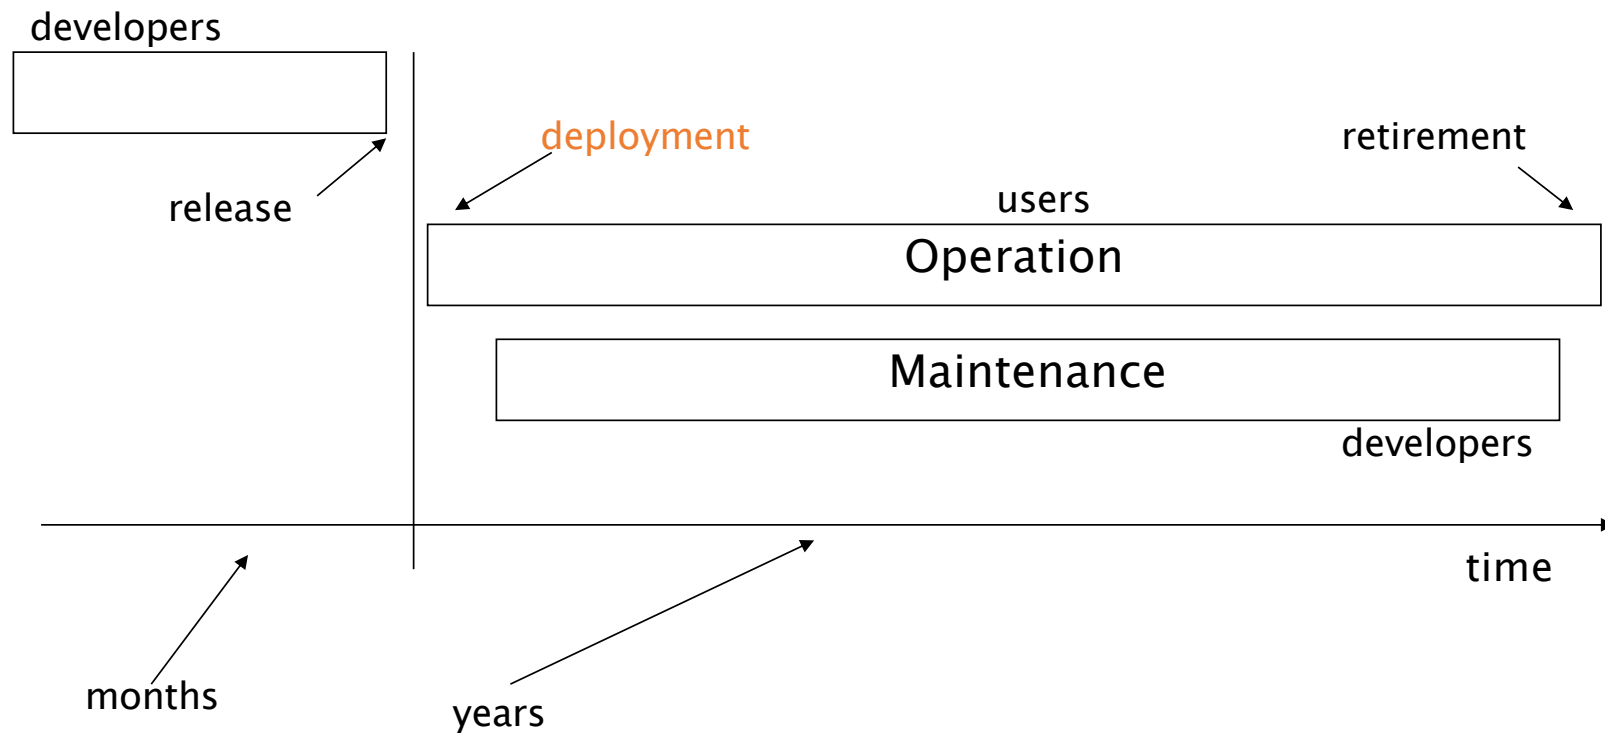 developers
deployment
retirement
release
users
Operation
Maintenance
developers
time
months
years